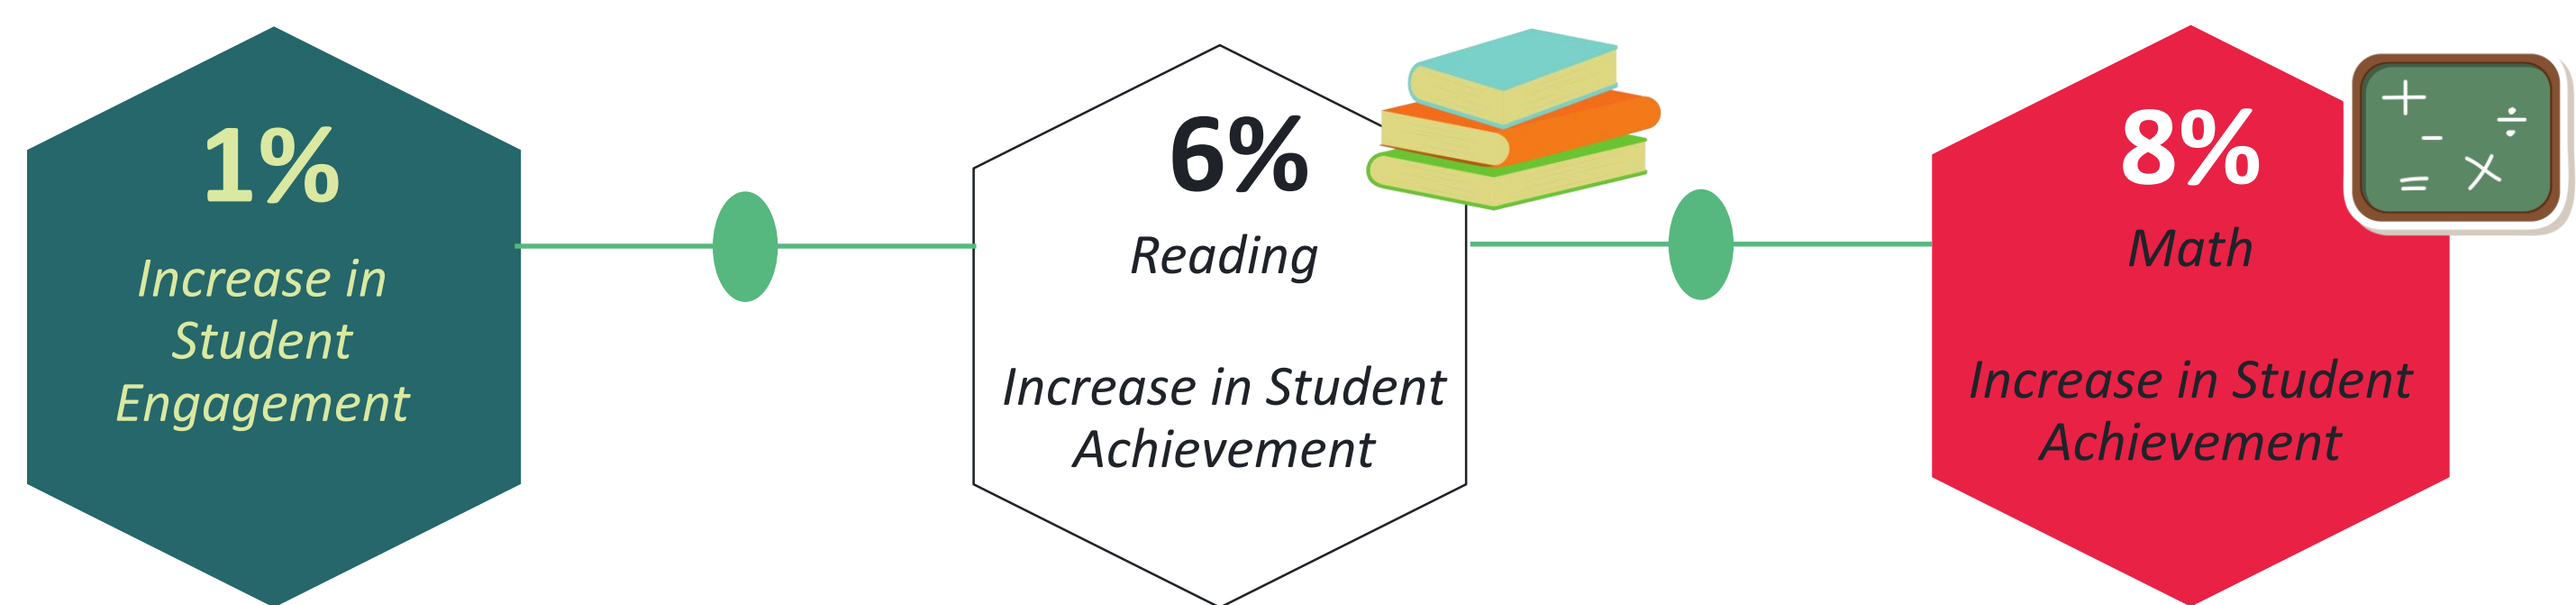 1%
Increase in
Student
Engagement
6%
Reading
Increase in Student
Achievement
8%
Math
Increase in Student
Achievement
+
÷
-
=
×